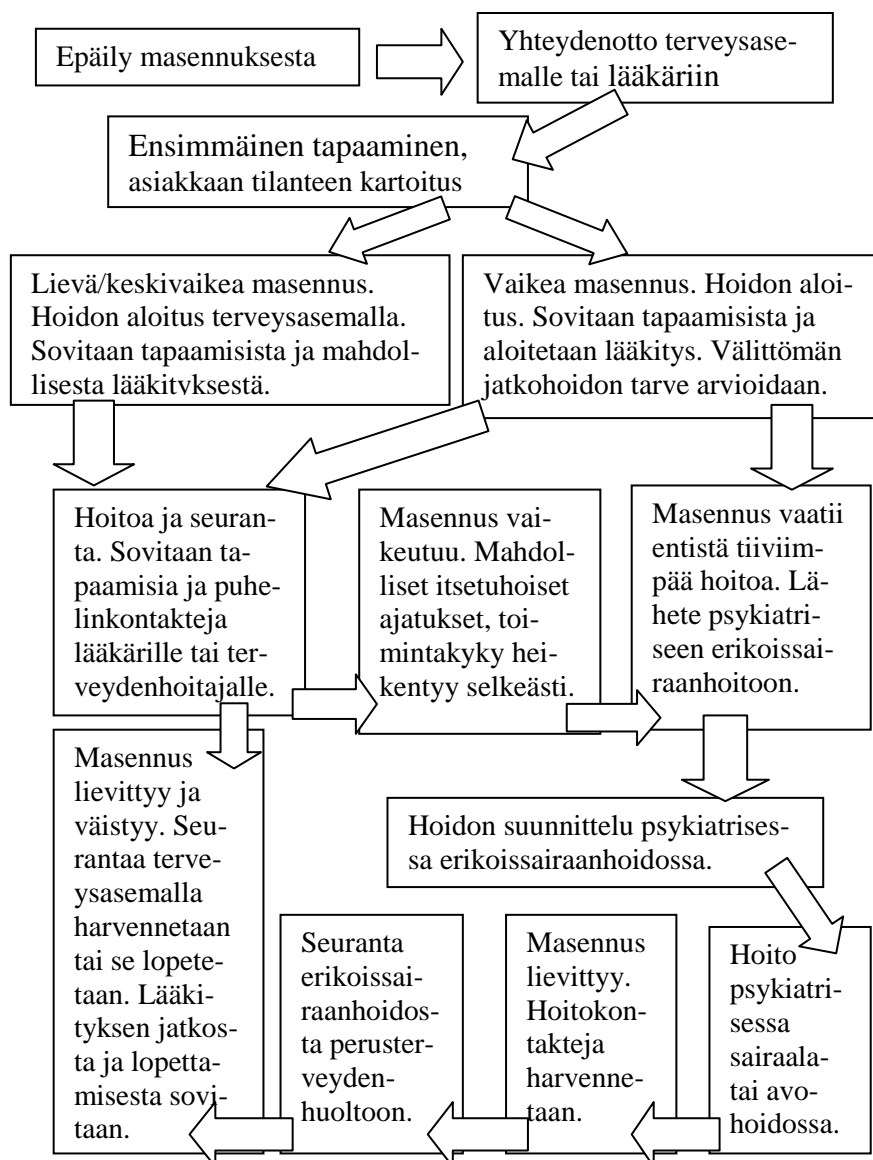 Epäily masennuksesta
Yhteydenotto terveysase-
malle tai lääkäriin
Ensimmäinen tapaaminen,
asiakkaan tilanteen kartoitus
Lievä/keskivaikea masennus.
Hoidon aloitus terveysasemalla.
Sovitaan tapaamisista ja mahdol-
lisesta lääkityksestä.
Vaikea masennus. Hoidon aloi-
tus. Sovitaan tapaamisista ja
aloitetaan lääkitys. Välittömän
jatkohoidon tarve arvioidaan.
Hoitoa ja seuran-
ta. Sovitaan ta-
paamisia ja puhe-
linkontakteja
lääkärille tai ter-
veydenhoitajalle.
Masennus vai-
keutuu. Mahdol-
liset itsetuhoiset
ajatukset, toi-
mintakyky hei-
kentyy selkeästi.
Masennus vaatii
entistä tiiviim-
pää hoitoa. Lä-
hete psykiatri-
seen erikoissai-
raanhoitoon.
Masennus
lievittyy ja
väistyy. Seu-
rantaa terve-
ysasemalla
harvennetaan
tai se lopete-
taan. Lääki-
tyksen jatkos-
ta ja lopetta-
misesta sovi-
taan.
Hoidon suunnittelu psykiatrises-
sa erikoissairaanhoidossa.
Seuranta
erikoissai-
raanhoidos-
ta peruster-
veyden-
huoltoon.
Masennus
lievittyy.
Hoitokon-
takteja
harvenne-
taan.
Hoito
psykiatri-
sessa
sairaala-
tai avo-
hoidossa.